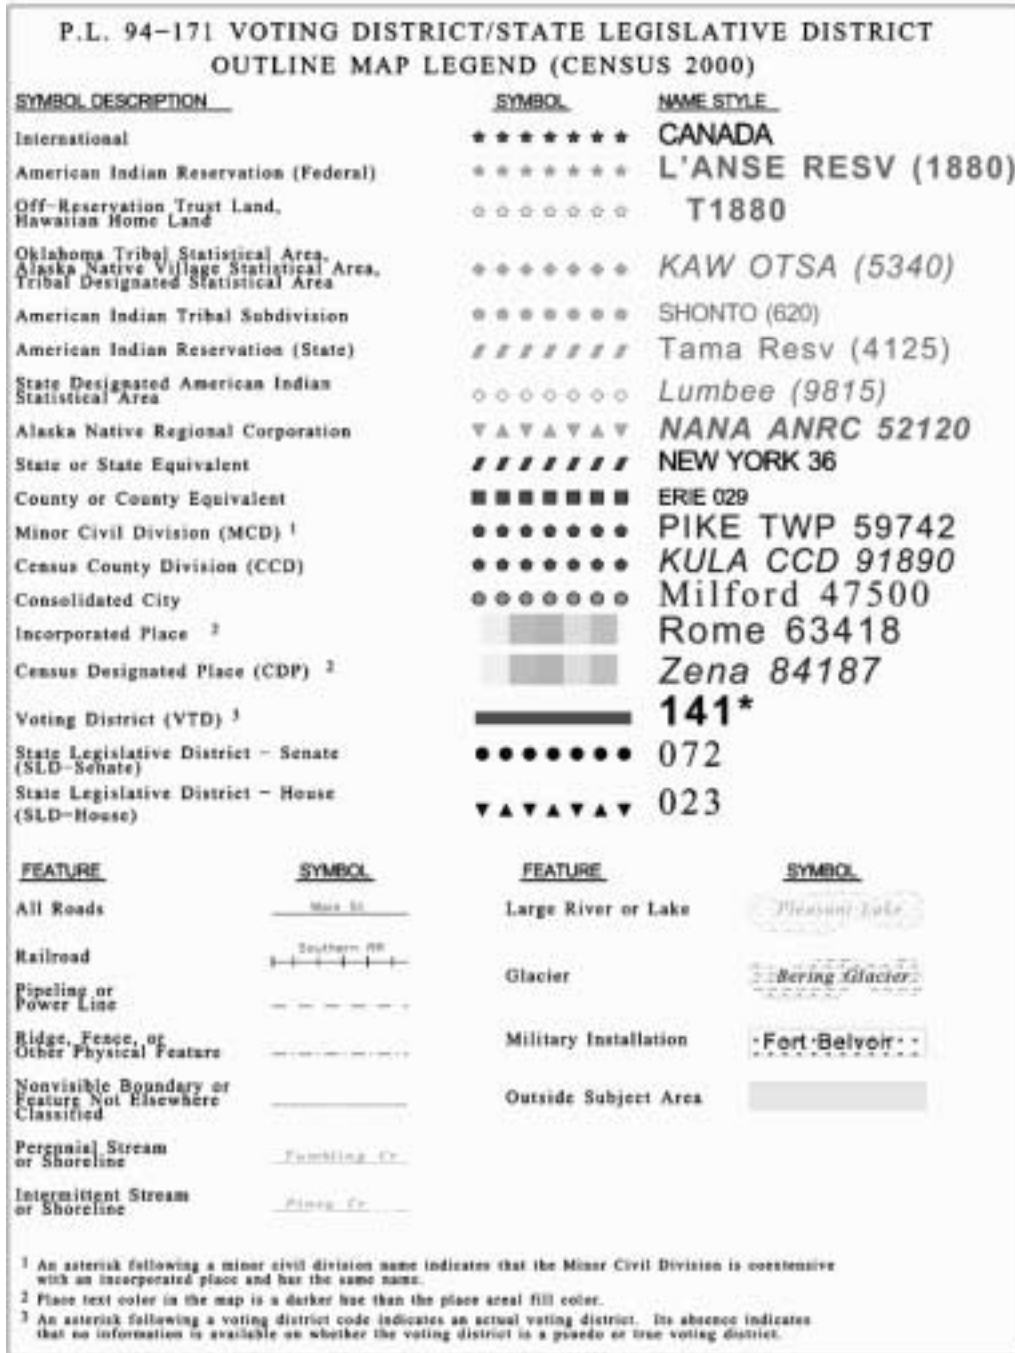 P.L. 94-171 VOTING DISTRICT/STATE LEGISLATIVE DISTRICT
OUTLINE MAP LEGEND (CENSUS 2000)
SYMBOL DESCRIPTION SYMBOL NAME STYLE
International CANADA
American Indian Reservation (Federal) L'ANSE RESV (1880)
Off-Reservation Trust Land,
Hawaiian Home Land T1880
Oklahoma Tribal Statistical Area,
Alaska Native Village Statistical Area,
Tribal Designated Statistical Area KAW OTSA (5340)
American Indian Tribal Subdivision SHONTO (620)
American Indian Reservation (State) Tama Resv (4125)
State Designated American Indian
Statistical Area Lumbee (9815)
Alaska Native Regional Corporation NANA ANRC 52120
State or State Equivalent NEW YORK 36
County or County Equivalent ERIE 029
Minor Civil Division (MCD) 1 PIKE TWP 59742
Census County Division (CCD) KULA CCD 91890
Consolidated City Milford 47500
Incorporated Place 2 Rome 63418
Census Designated Place (CDP) 2 Zena 84187
Voting District (VTD) 3 141*
State Legislative District - Senate
(SLD-Senate) 072
State Legislative District - House
(SLD-House) 023
FEATURE SYMBOL FEATURE SYMBOL
All Roads Main St Large River or Lake Pleasant Lake
Railroad Southern RR
Glacier Bering Glacier
Pipeline or
Power Line
Ridge, Fence, or
Other Physical Feature Military Installation Fort Belvoir
Nonvisible Boundary or
Feature Not Elsewhere
Classified Outside Subject Area
Perennial Stream
or Shoreline Tumbling Cr
Intermittent Stream
or Shoreline Piney Cr
1 An asterisk following a minor civil division name indicates that the Minor Civil Division is coextensive
with an incorporated place and has the same name.
2 Place text color in the map is a darker hue than the place areal fill color.
3 An asterisk following a voting district code indicates an actual voting district. Its absence indicates
that no information is available on whether the voting district is a psuedo or true voting district.